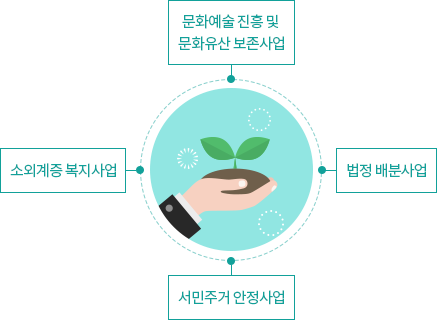 문화예술 진흥 및
문화유산 보존사업
소외계증 복지사업
법정 배분사업
서민주거 안정사업